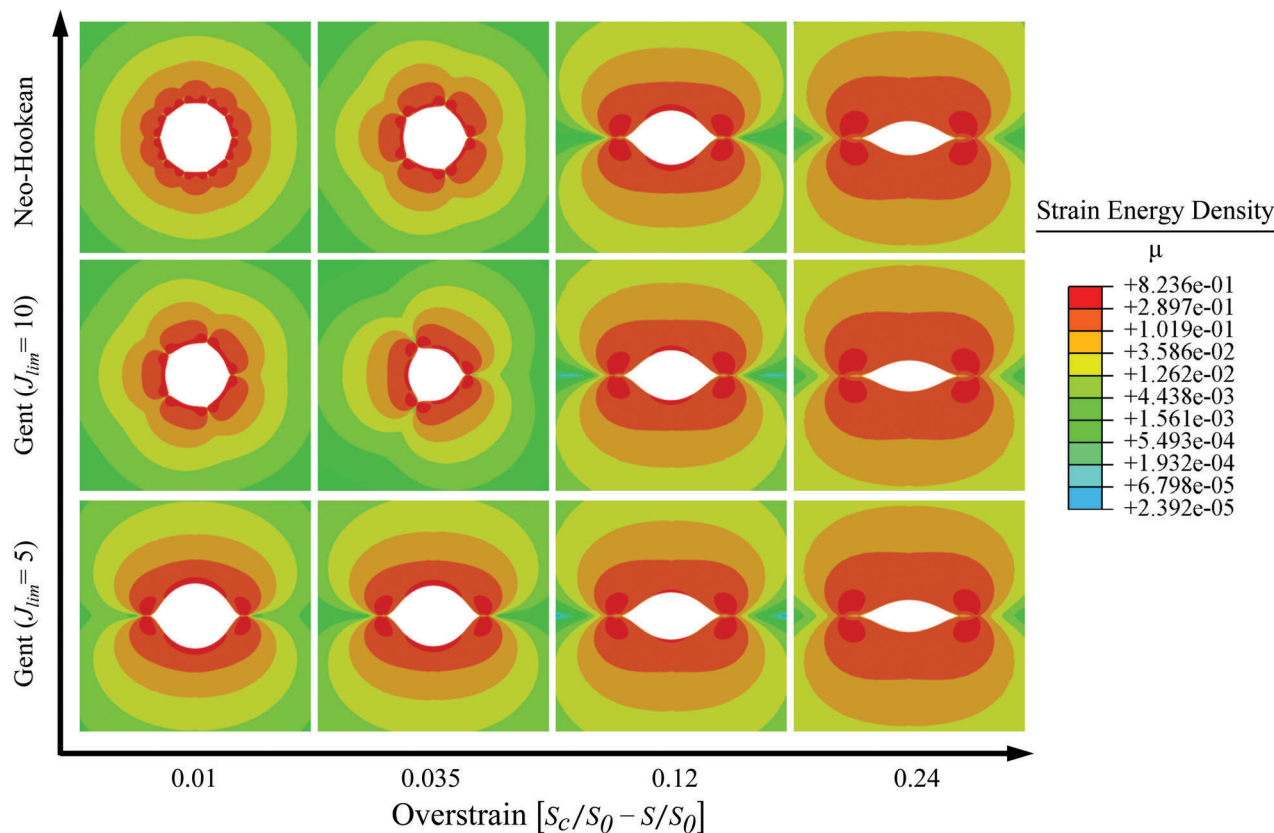 Neo-Hookean
Gent (J_lim = 10)
Gent (J_lim = 5)
0.01
0.035
0.12
0.24
Overstrain [S_c/S_0 – S/S_0]
Strain Energy Density
μ
+8.236e-01
+2.897e-01
+1.019e-01
+3.586e-02
+1.262e-02
+4.438e-03
+1.561e-03
+5.493e-04
+1.932e-04
+6.798e-05
+2.392e-05